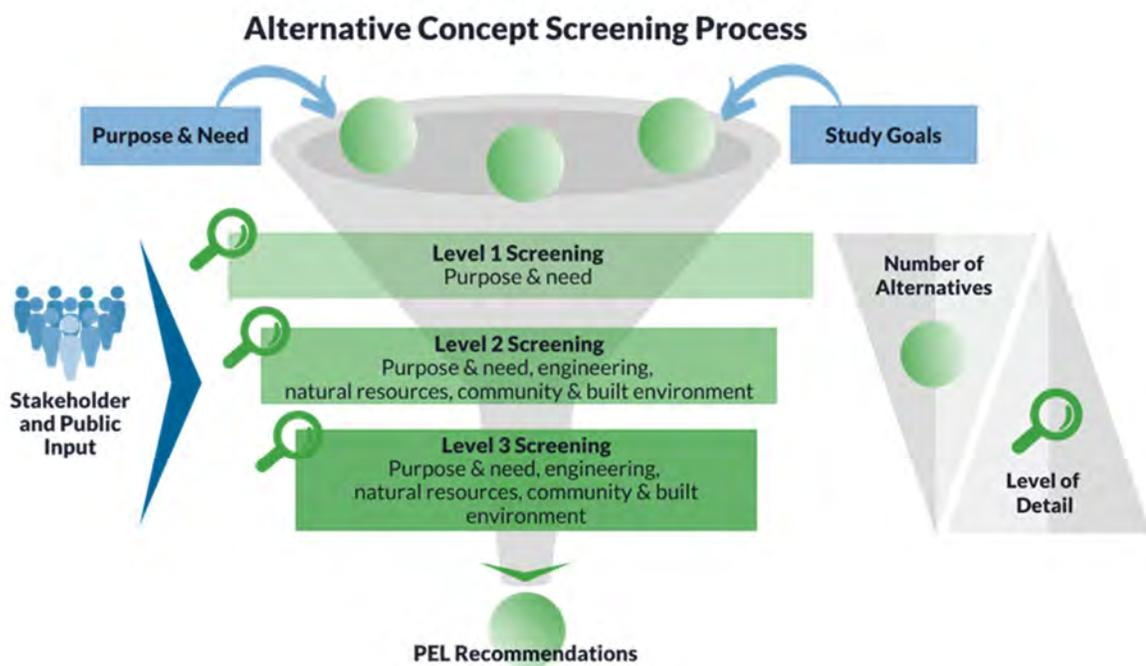 Alternative Concept Screening Process
Purpose & Need
Study Goals
Level 1 Screening
Purpose & need
Level 2 Screening
Purpose & need, engineering,
natural resources, community & built environment
Level 3 Screening
Purpose & need, engineering,
natural resources, community & built
environment
Stakeholder
and Public
Input
Number of
Alternatives
Level of
Detail
PEL Recommendations